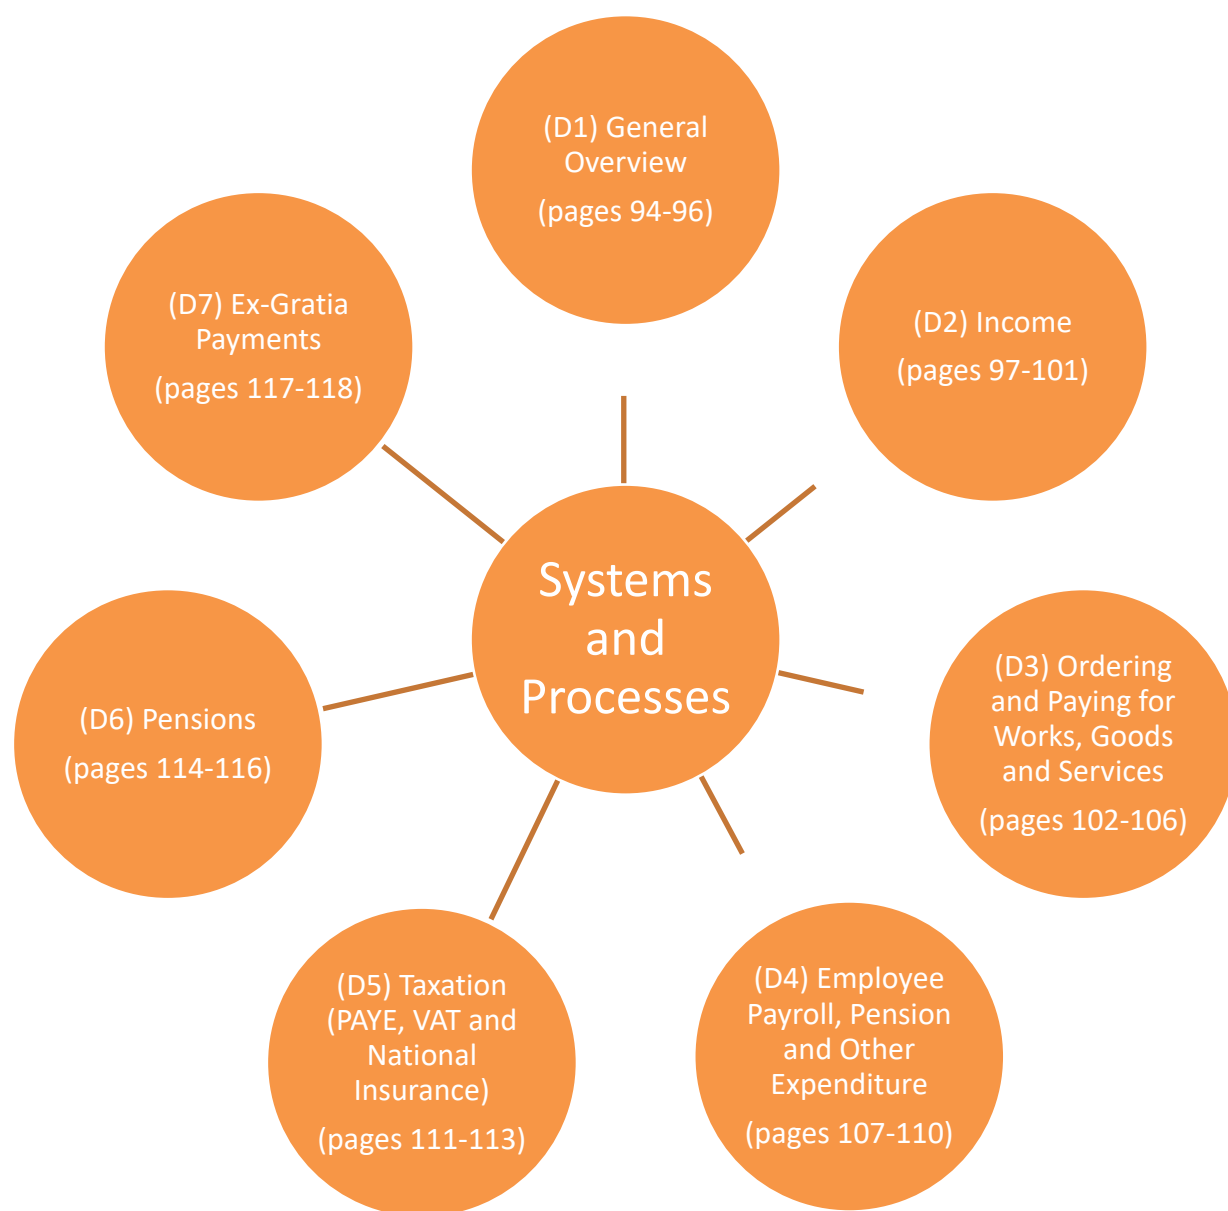 (D1) General
Overview
(pages 94-96)
(D2) Income
(pages 97-101)
(D3) Ordering
and Paying for
Works, Goods
and Services
(pages 102-106)
(D4) Employee
Payroll, Pension
and Other
Expenditure
(pages 107-110)
(D5) Taxation
(PAYE, VAT and
National
Insurance)
(pages 111-113)
(D6) Pensions
(pages 114-116)
(D7) Ex-Gratia
Payments
(pages 117-118)
Systems
and
Processes